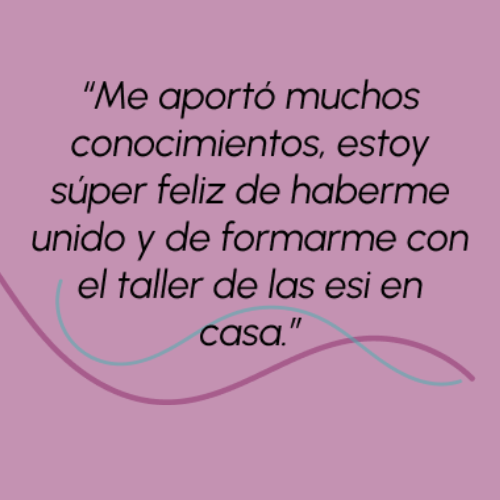 “Me aportó muchos
conocimientos, estoy
súper feliz de haberme
unido y de formarme con
el taller de las esi en
casa.”